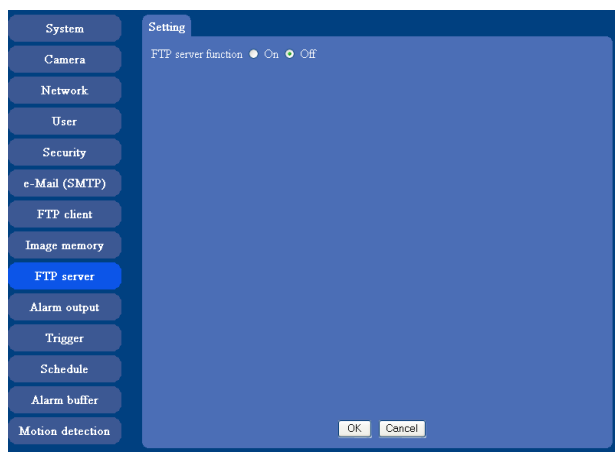 System
Camera
Network
User
Security
e-Mail (SMTP)
FTP client
Image memory
FTP server
Alarm output
Trigger
Schedule
Alarm buffer
Motion detection
Setting
FTP server function On Off
OK Cancel